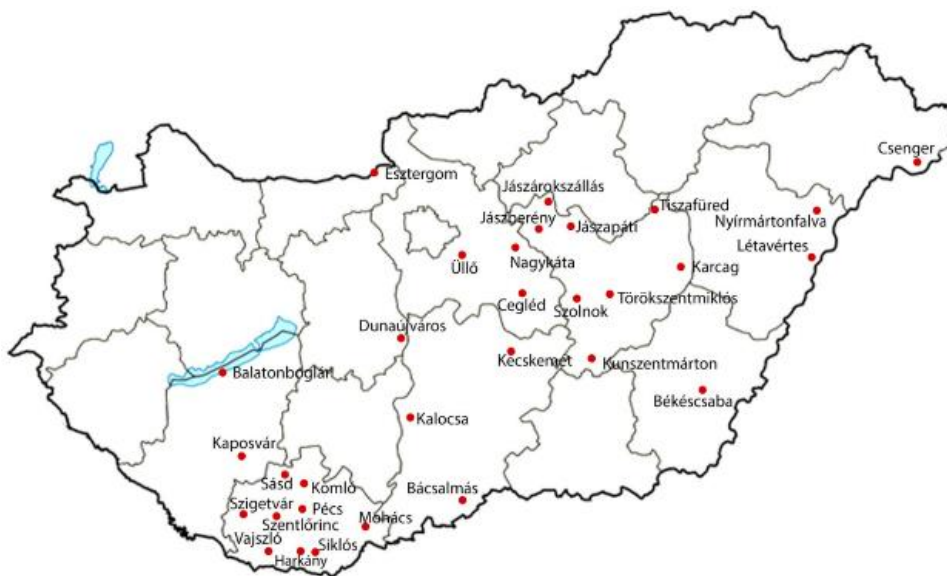 Csenger
Esztergom
Jászárokszállás
Tiszafüred
Nyírmártonfalva
Jászberény
Jászapáti
Létavértes
Nagykáta
Üllő
Karcag
Cegléd
Szolnok
Törökszentmiklós
Dunaújváros
Kecskemét
Kunszentmárton
Balatonboglár
Békéscsaba
Kalocsa
Kaposvár
Sásd
Komló
Bácsalmás
Szigetvár
Pécs
Szentlőrinc
Mohács
Vajszló
Harkány
Siklós